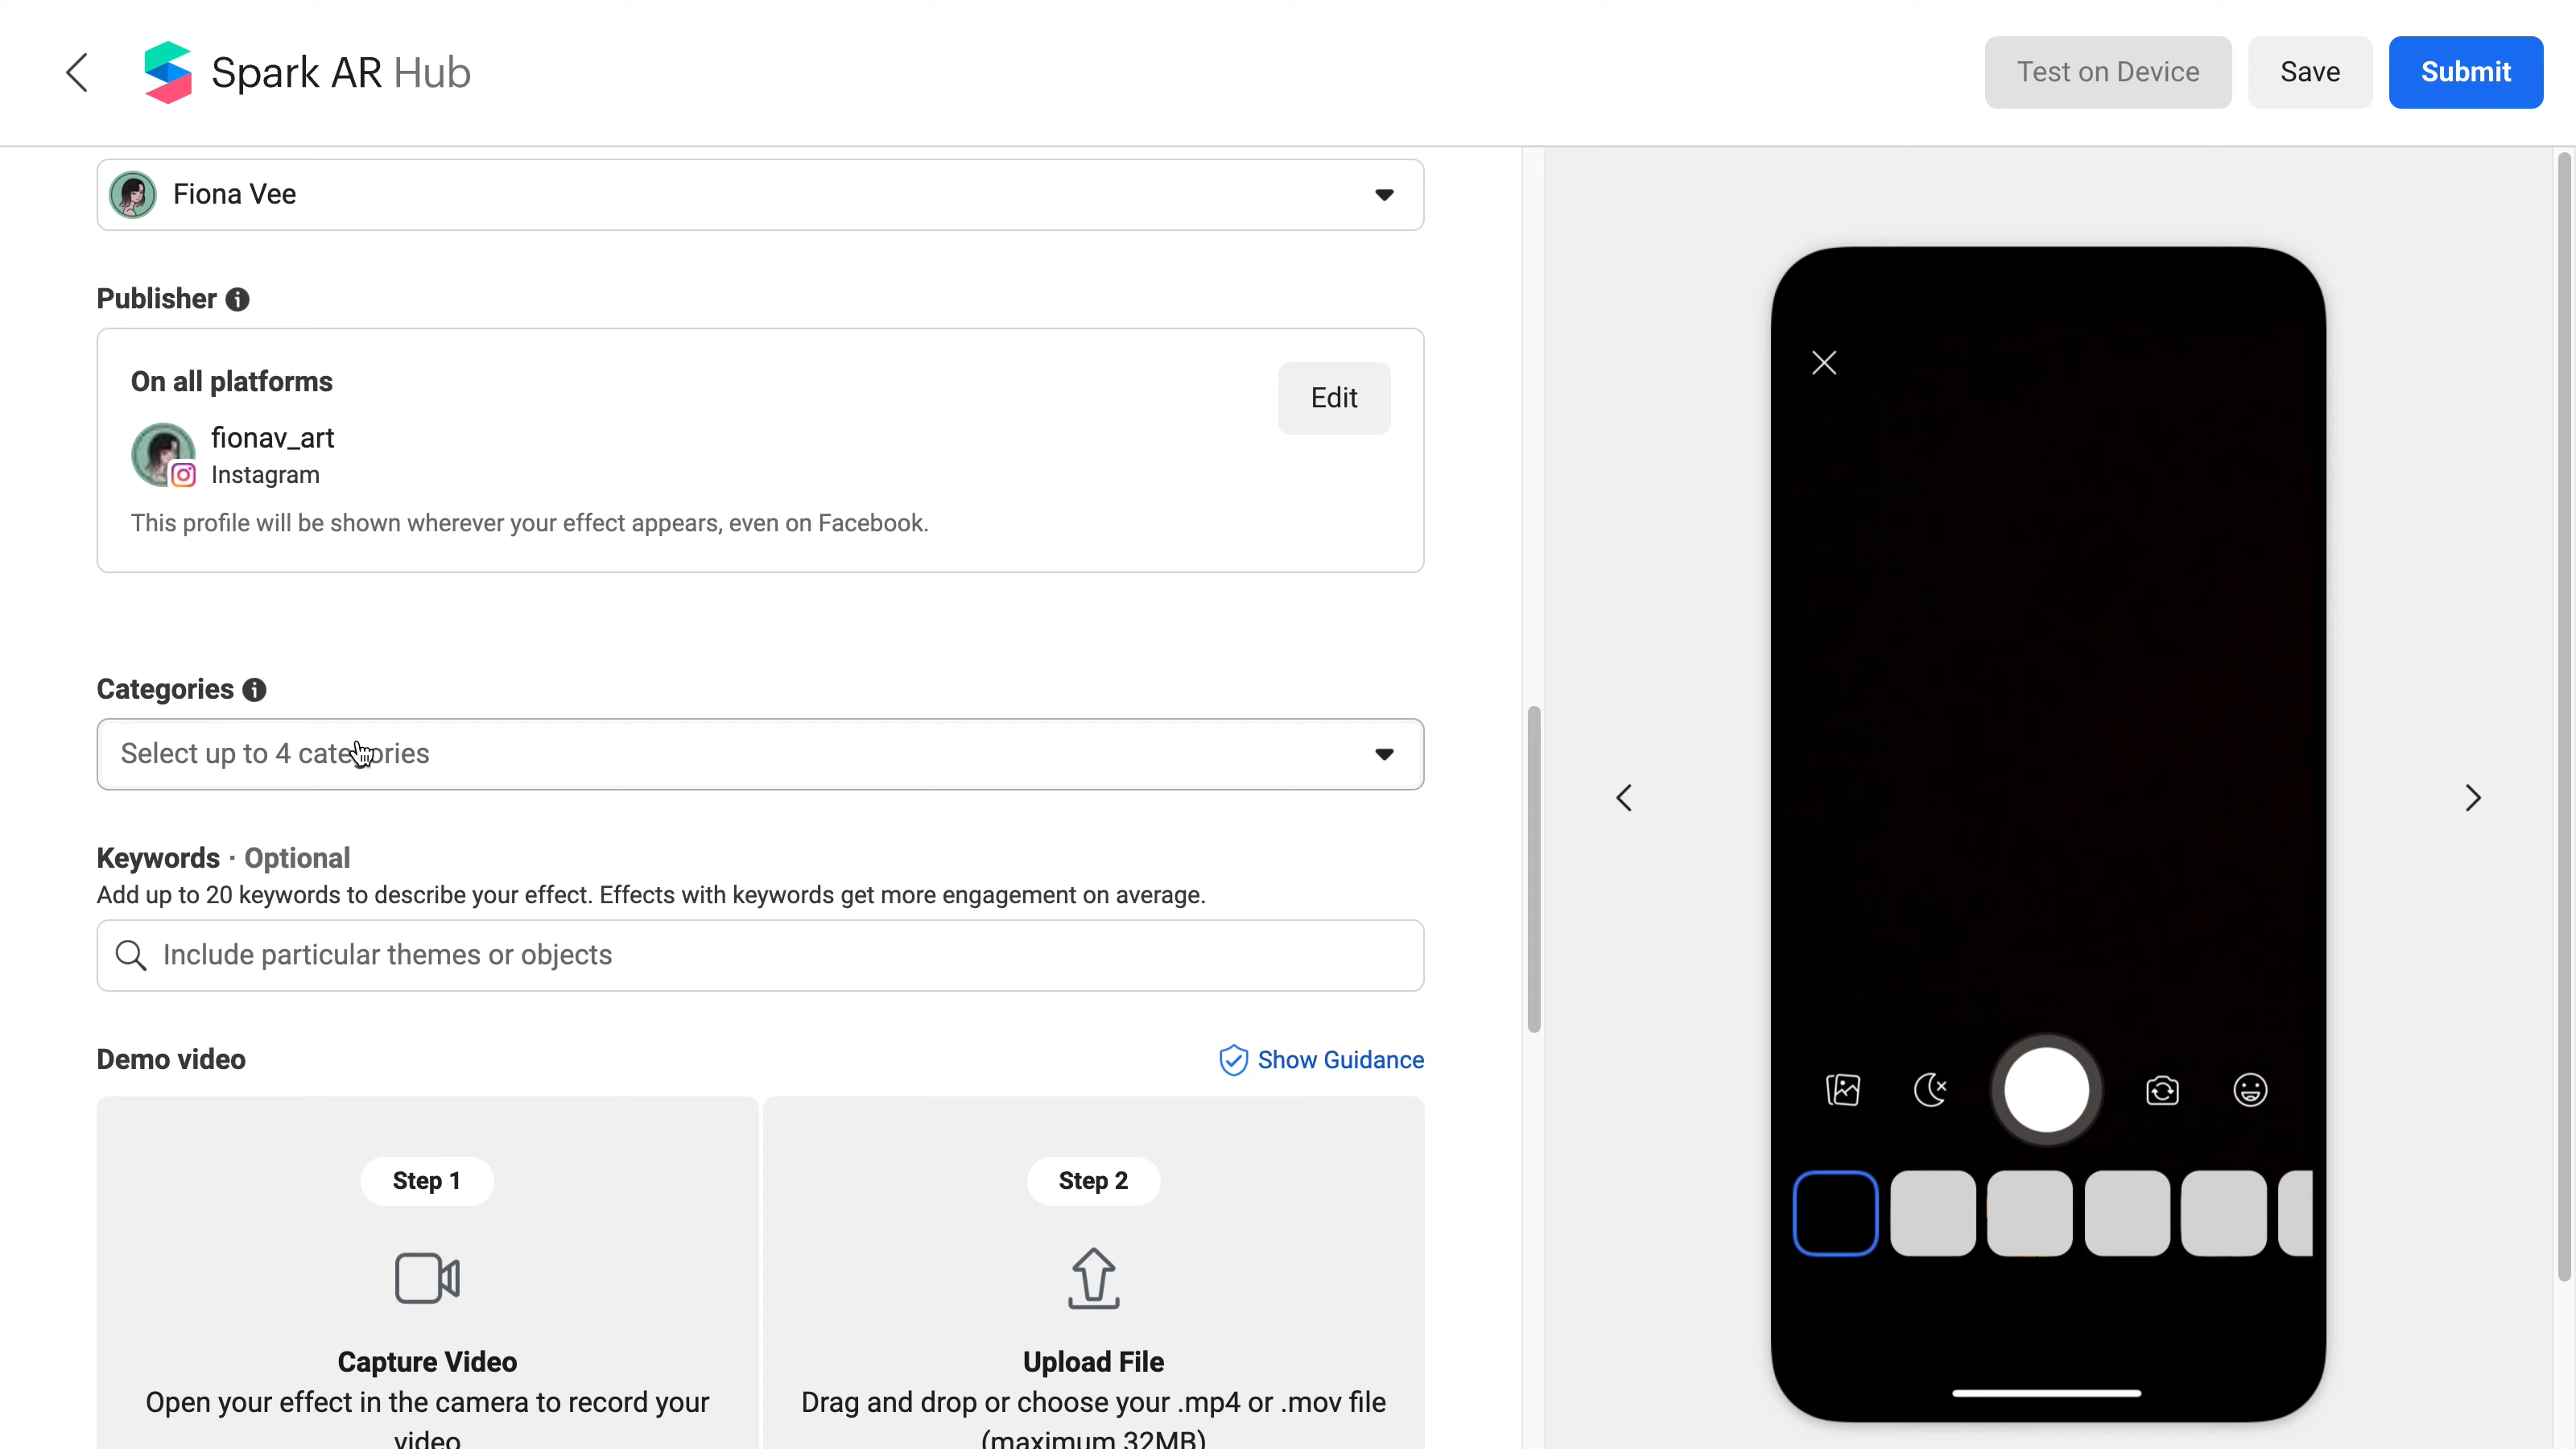 Spark AR Hub
Test on Device
Save
Submit
Fiona Vee
Publisher
On all platforms
Edit
fionav_art
Instagram
This profile will be shown wherever your effect appears, even on Facebook.
Categories
Select up to 4 categories
Keywords · Optional
Add up to 20 keywords to describe your effect. Effects with keywords get more engagement on average.
Include particular themes or objects
Demo video
Show Guidance
Step 1
Capture Video
Open your effect in the camera to record your
video
Step 2
Upload File
Drag and drop or choose your .mp4 or .mov file
(maximum 32MB)